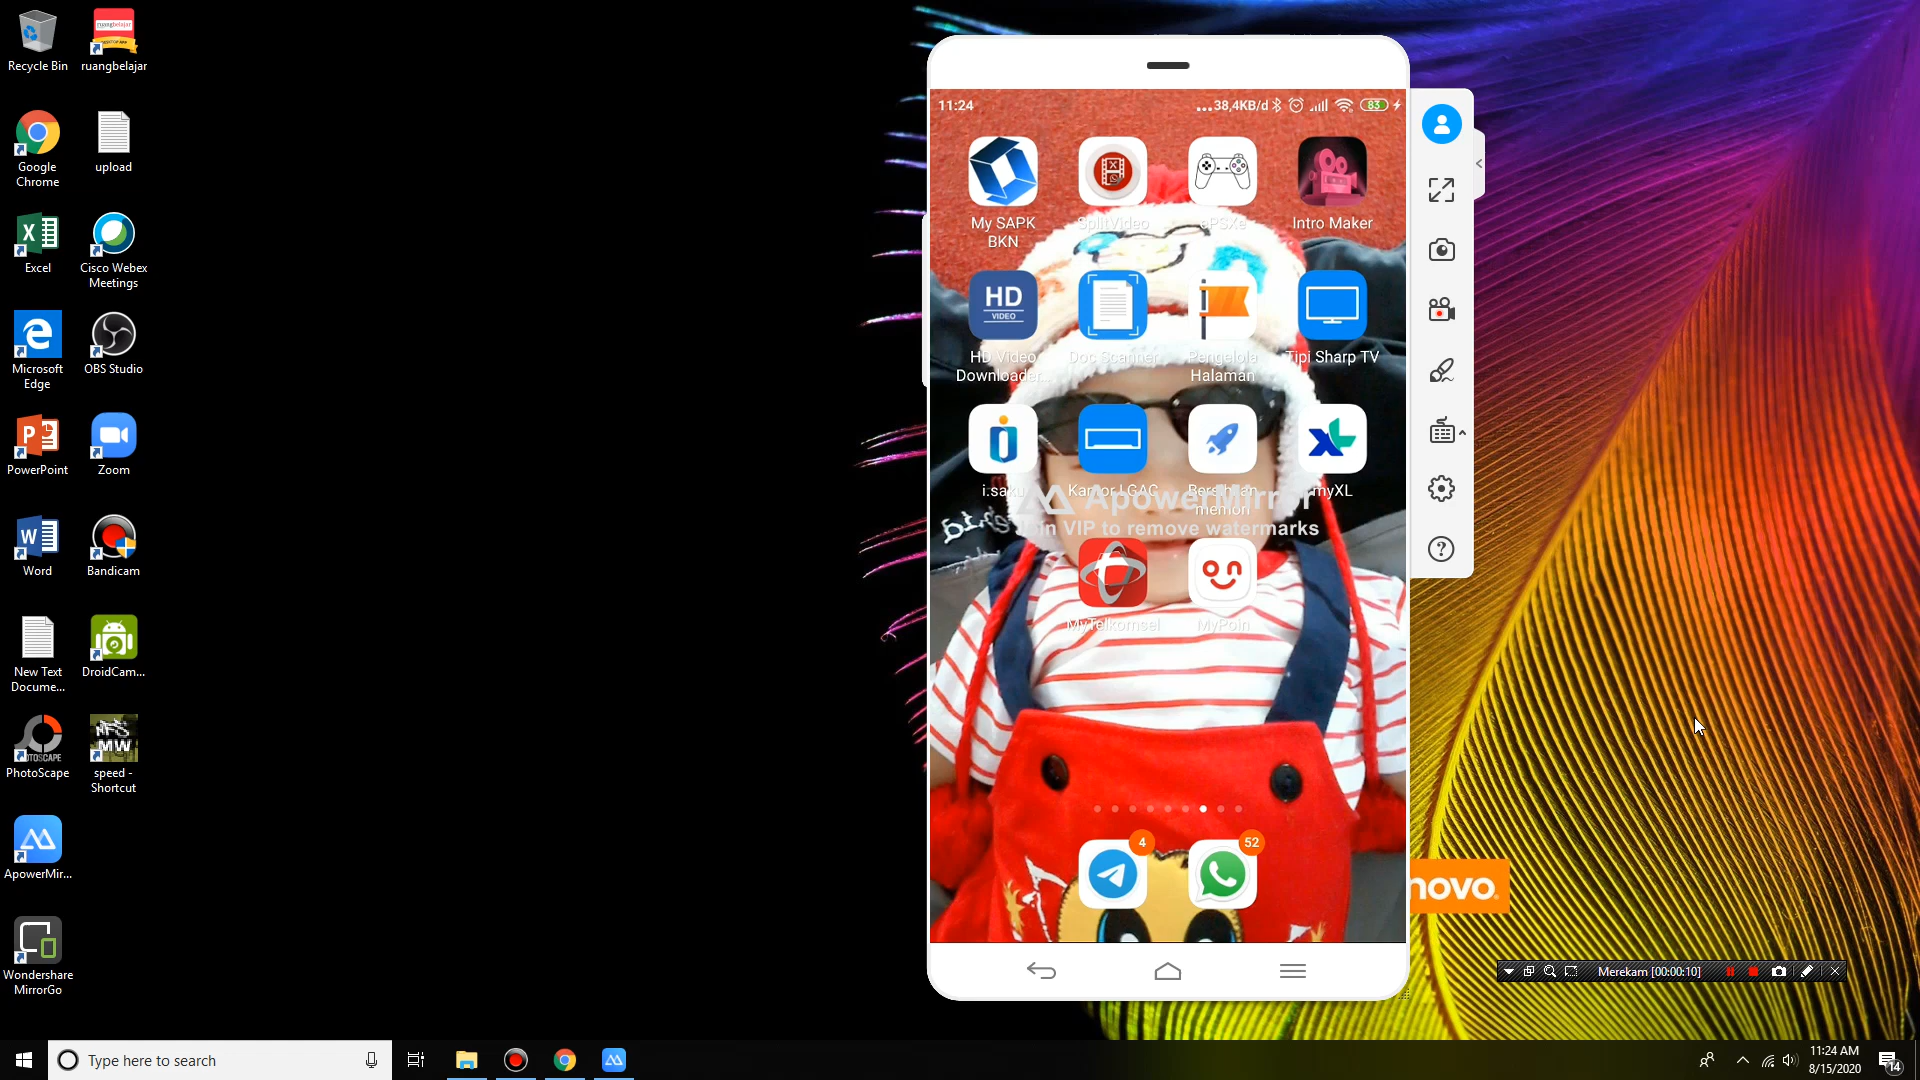 Recycle Bin
ruangbelajar
ruangbelajar
Google
Chrome
upload
Excel
Cisco Webex
Meetings
Microsoft
Edge
OBS Studio
PowerPoint
Zoom
Word
Bandicam
New Text
Docume...
DroidCam...
PhotoScape
speed -
Shortcut
NFS
MW
ApowerMir...
Wondershare
MirrorGo
11:24
...38,4KB/d
83
My SAPK
BKN
SplitVideo
ePSXe
Intro Maker
HD
VIDEO
HD Video
Downloader...
Doc Scanner
Pengelola
Halaman
Tipi Sharp TV
i.saku
Kantor LGAC
Bersihkan
memori
myXL
ApowerMirror
Join VIP to remove watermarks
MyTelkomsel
MyPoin
4
52
novo.
Merekam [00:00:10]
Type here to search
11:24 AM
8/15/2020
14